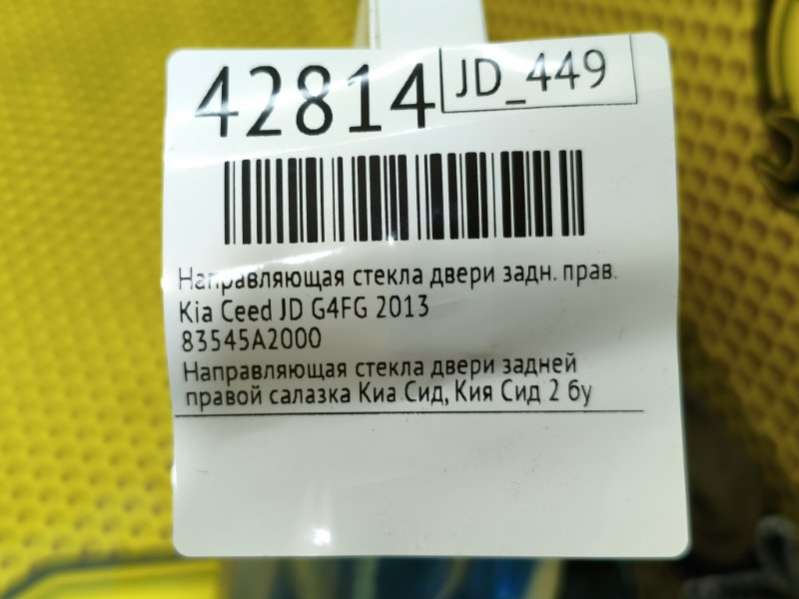 42814 JD_449
Направляющая стекла двери задн. прав.
Kia Ceed JD G4FG 2013
83545A2000
Направляющая стекла двери задней
правой салазка Киа Сид, Кия Сид 2 бу